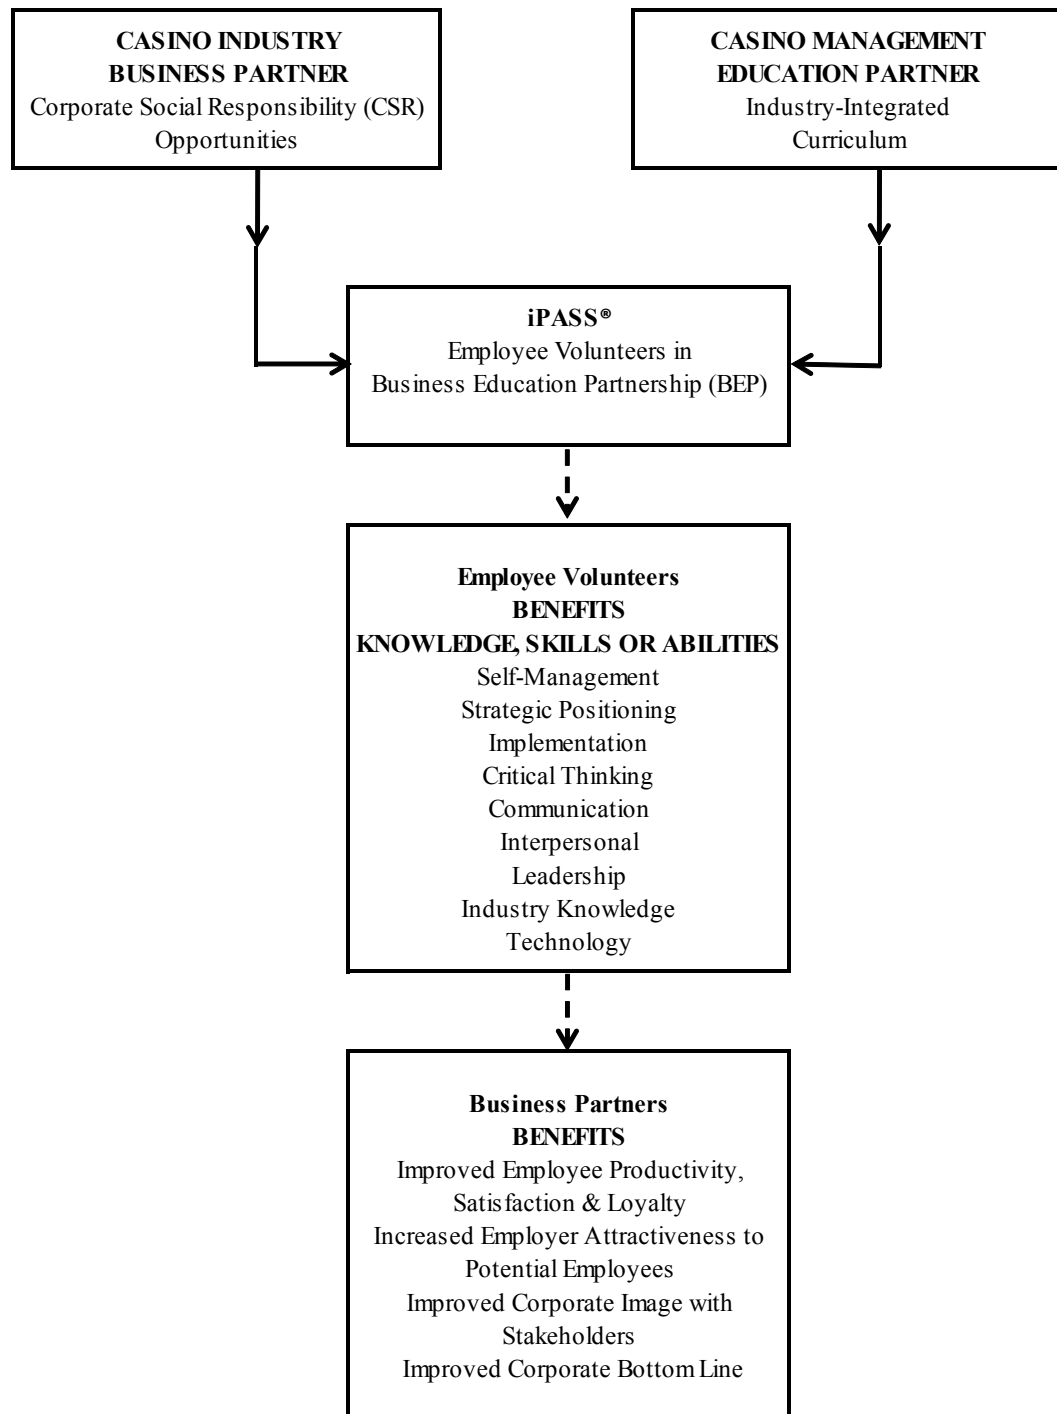 CASINO INDUSTRY
BUSINESS PARTNER
Corporate Social Responsibility (CSR)
Opportunities
CASINO MANAGEMENT
EDUCATION PARTNER
Industry-Integrated
Curriculum
iPASS®
Employee Volunteers in
Business Education Partnership (BEP)
Employee Volunteers
BENEFITS
KNOWLEDGE, SKILLS OR ABILITIES
Self-Management
Strategic Positioning
Implementation
Critical Thinking
Communication
Interpersonal
Leadership
Industry Knowledge
Technology
Business Partners
BENEFITS
Improved Employee Productivity,
Satisfaction & Loyalty
Increased Employer Attractiveness to
Potential Employees
Improved Corporate Image with
Stakeholders
Improved Corporate Bottom Line